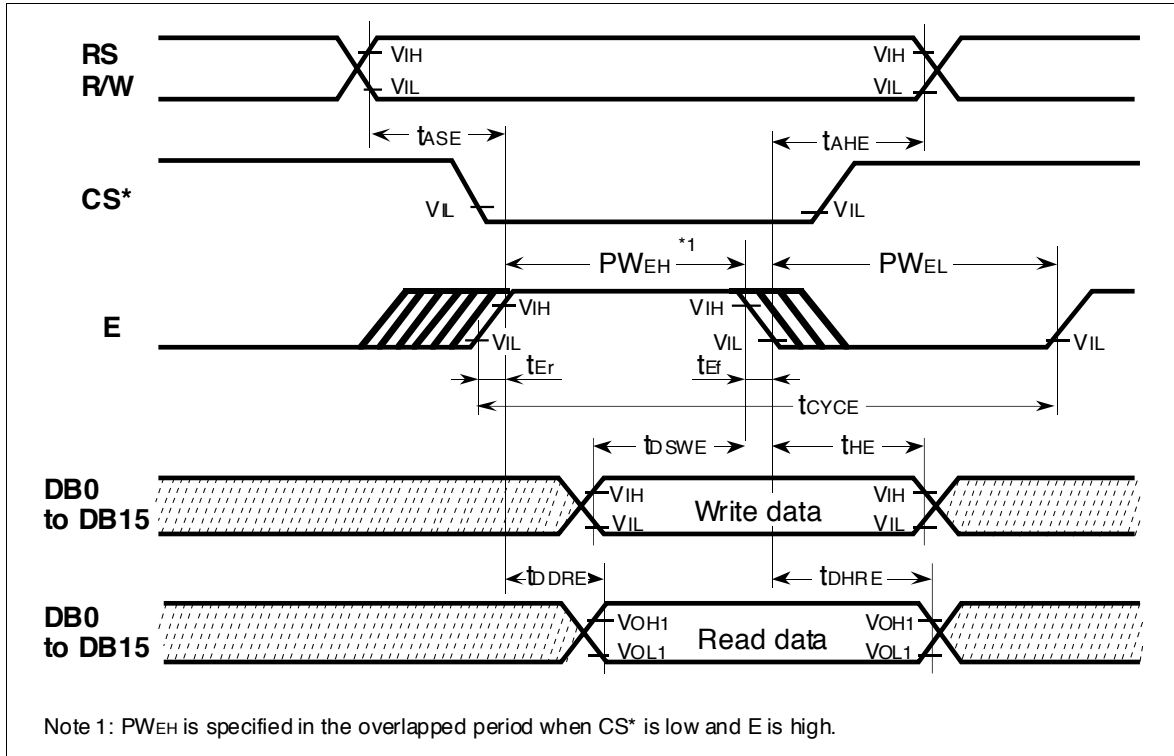 RS
R/W
VIH
VIL
VIH
VIL
tASE
tAHE
CS*
VIL
VIL
PWEH *1
PWEL
E
VIH
VIL
VIH
VIL
VIL
tEr
tEf
tCYCE
tDSWE
tHE
DB0
to DB15
VIH
VIL
Write data
VIH
VIL
tDDRE
tDHRE
DB0
to DB15
VOH1
VOL1
Read data
VOH1
VOL1
Note 1: PWEH is specified in the overlapped period when CS* is low and E is high.